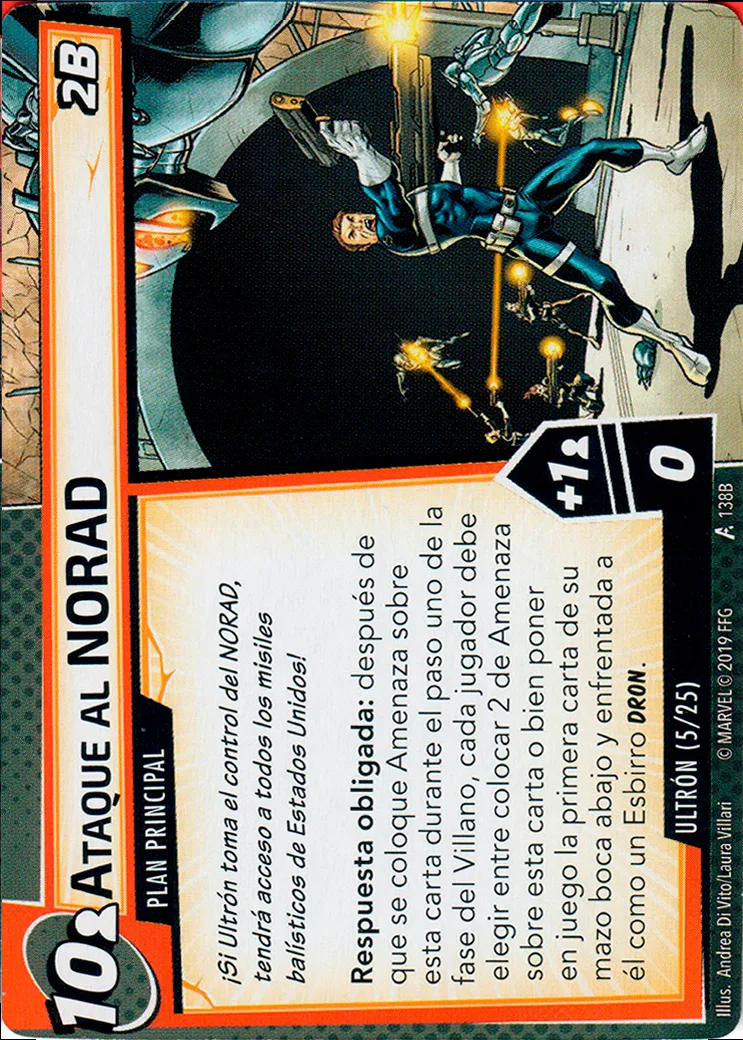 10
ATAQUE AL NORAD
2B
PLAN PRINCIPAL
¡Si Ultrón toma el control del NORAD,
tendrá acceso a todos los misiles
balísticos de Estados Unidos!
Respuesta obligada: después de
que se coloque Amenaza sobre
esta carta durante el paso uno de la
fase del Villano, cada jugador debe
elegir entre colocar 2 de Amenaza
sobre esta carta o bien poner
en juego la primera carta de su
mazo boca abajo y enfrentada a
él como un Esbirro DRON.
+1
0
ULTRÓN (5/25)
Illus. Andrea Di Vito/Laura Villari
© MARVEL © 2019 FFG
138B